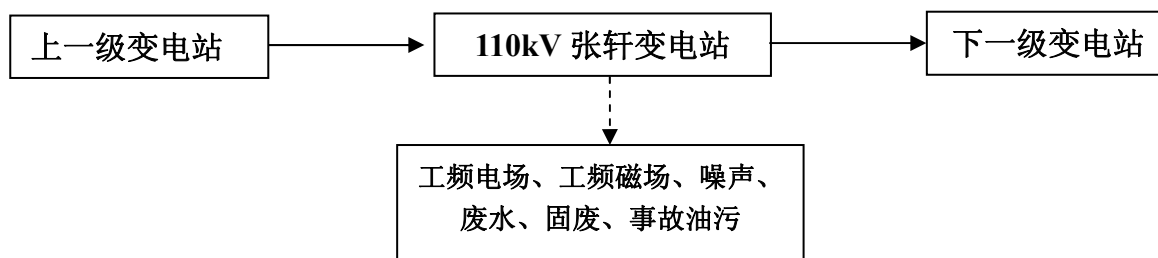 上一级变电站
110kV 张轩变电站
下一级变电站
工频电场、工频磁场、噪声、
废水、固废、事故油污